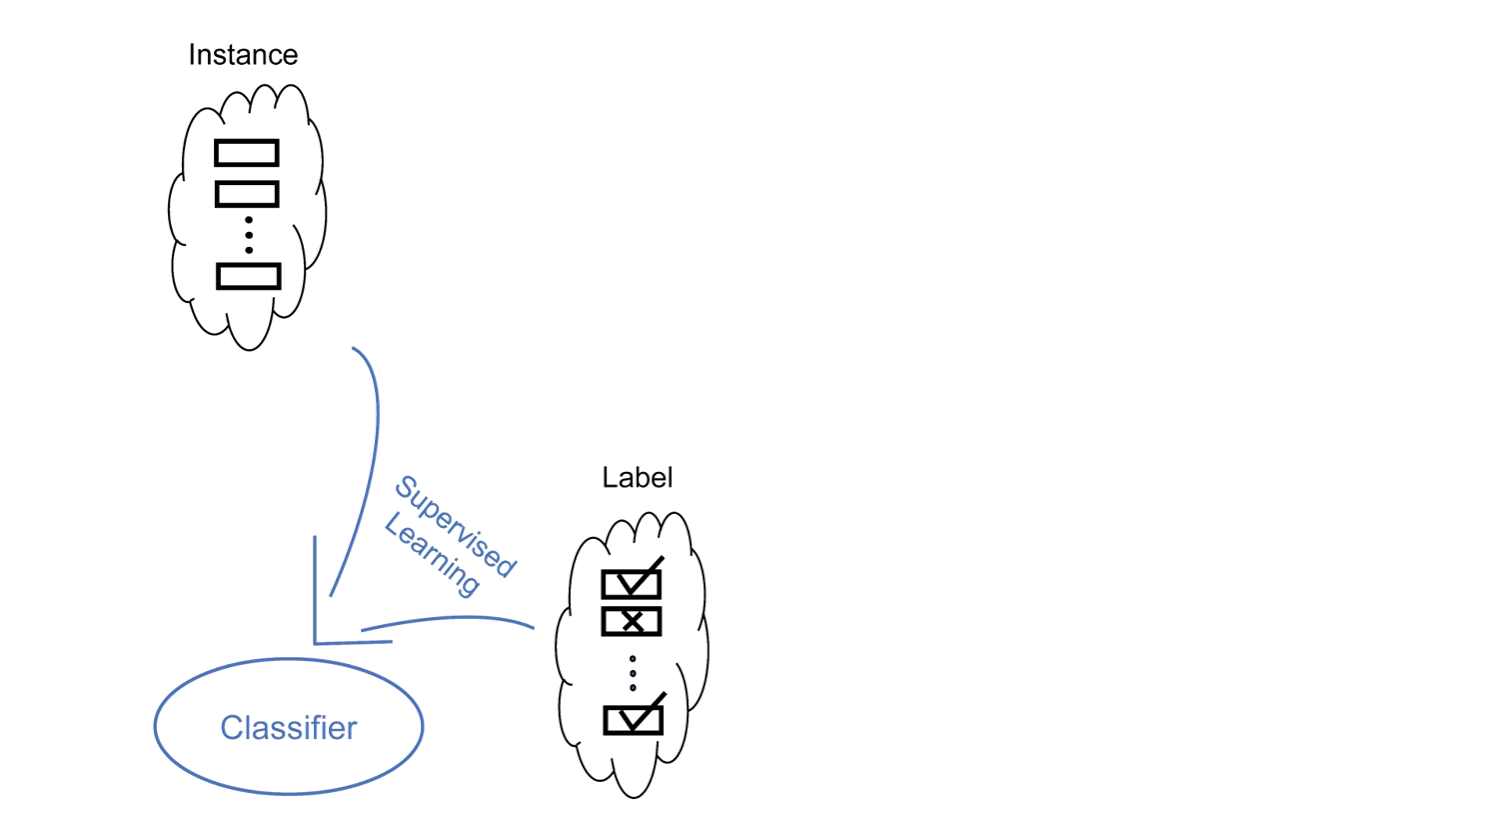 Instance
Supervised
Learning
Label
Classifier